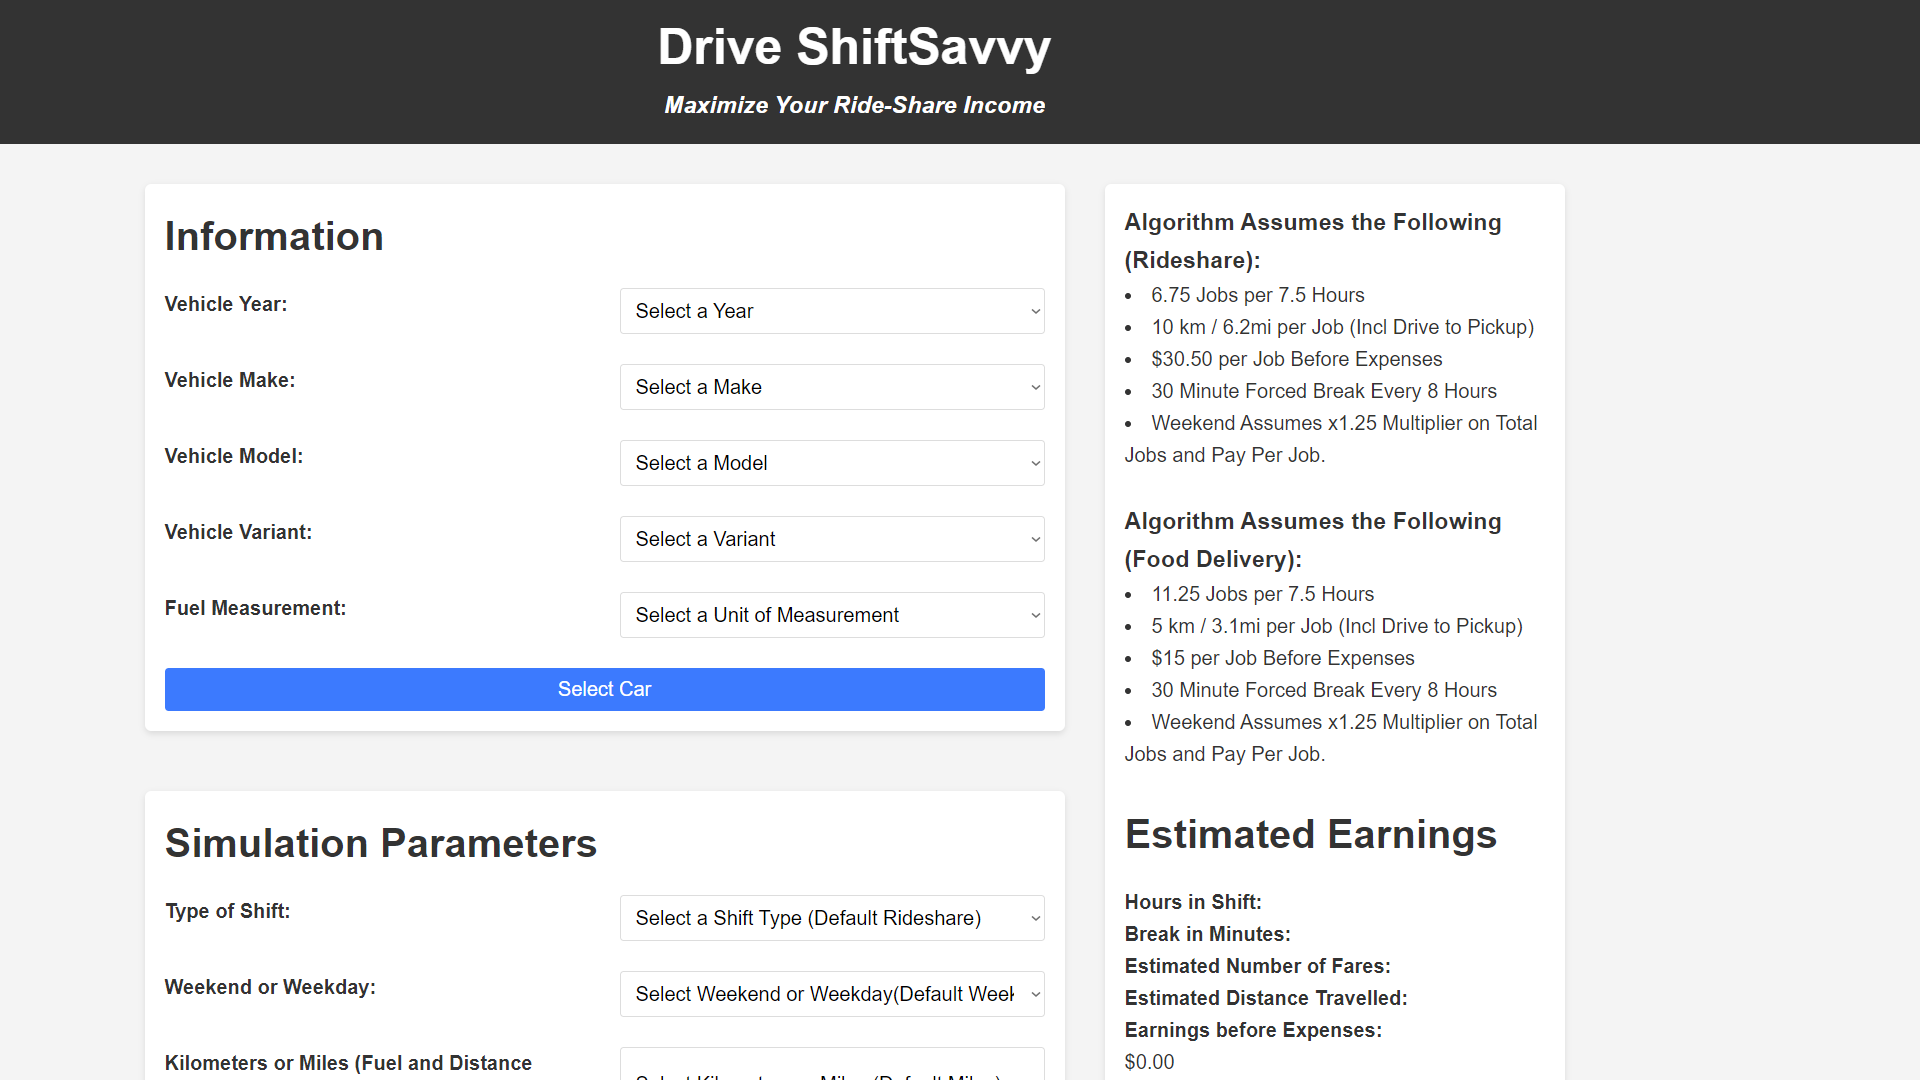 Drive ShiftSavvy
Maximize Your Ride-Share Income
Information
Vehicle Year:
Select a Year
Vehicle Make:
Select a Make
Vehicle Model:
Select a Model
Vehicle Variant:
Select a Variant
Fuel Measurement:
Select a Unit of Measurement
Select Car
Simulation Parameters
Type of Shift:
Select a Shift Type (Default Rideshare)
Weekend or Weekday:
Select Weekend or Weekday(Default Week
Kilometers or Miles (Fuel and Distance
Algorithm Assumes the Following
(Rideshare):
• 6.75 Jobs per 7.5 Hours
• 10 km / 6.2mi per Job (Incl Drive to Pickup)
• $30.50 per Job Before Expenses
• 30 Minute Forced Break Every 8 Hours
• Weekend Assumes x1.25 Multiplier on Total
Jobs and Pay Per Job.
Algorithm Assumes the Following
(Food Delivery):
• 11.25 Jobs per 7.5 Hours
• 5 km / 3.1mi per Job (Incl Drive to Pickup)
• $15 per Job Before Expenses
• 30 Minute Forced Break Every 8 Hours
• Weekend Assumes x1.25 Multiplier on Total
Jobs and Pay Per Job.
Estimated Earnings
Hours in Shift:
Break in Minutes:
Estimated Number of Fares:
Estimated Distance Travelled:
Earnings before Expenses:
$0.00